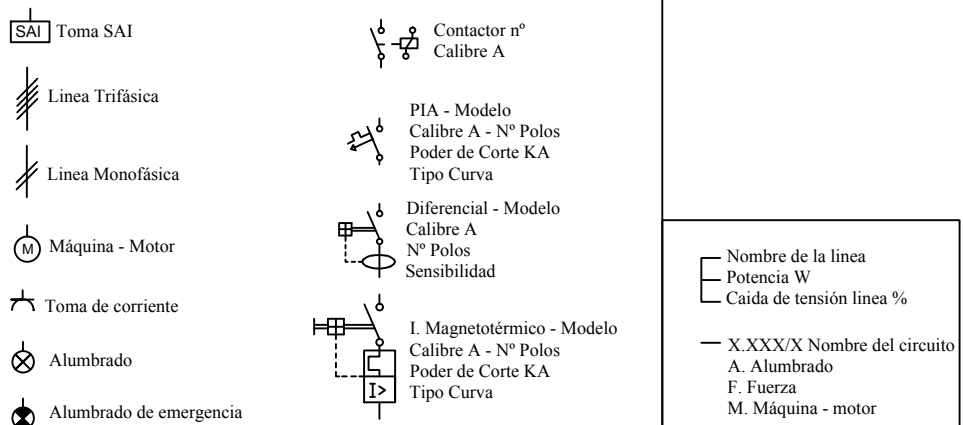 SAI Toma SAI
Linea Trifásica
Linea Monofásica
M Máquina - Motor
Toma de corriente
Alumbrado
Alumbrado de emergencia
Contactor nº
Calibre A
PIA - Modelo
Calibre A - Nº Polos
Poder de Corte KA
Tipo Curva
Diferencial - Modelo
Calibre A
Nº Polos
Sensibilidad
I. Magnetotérmico - Modelo
Calibre A - Nº Polos
Poder de Corte KA
Tipo Curva
I>
Nombre de la linea
Potencia W
Caida de tensión linea %
X.XXX/X Nombre del circuito
A. Alumbrado
F. Fuerza
M. Máquina - motor